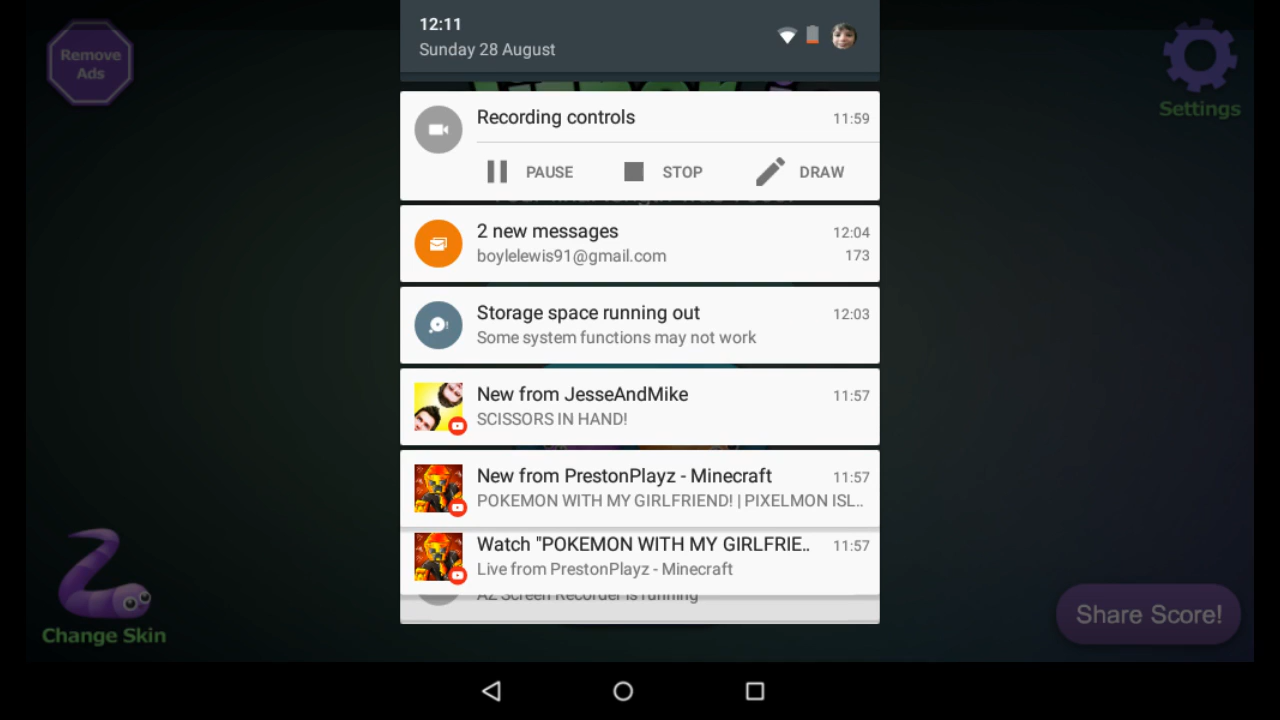 12:11
Sunday 28 August
Remove
Ads
Settings
Recording controls 11:59
PAUSE STOP DRAW
2 new messages 12:04
boylelewis91@gmail.com 173
Storage space running out 12:03
Some system functions may not work
New from JesseAndMike 11:57
SCISSORS IN HAND!
New from PrestonPlayz - Minecraft 11:57
POKEMON WITH MY GIRLFRIEND! | PIXELMON ISL..
Watch "POKEMON WITH MY GIRLFRIE.. 11:57
Live from PrestonPlayz - Minecraft
AZ Screen Recorder is running
Change Skin
Share Score!